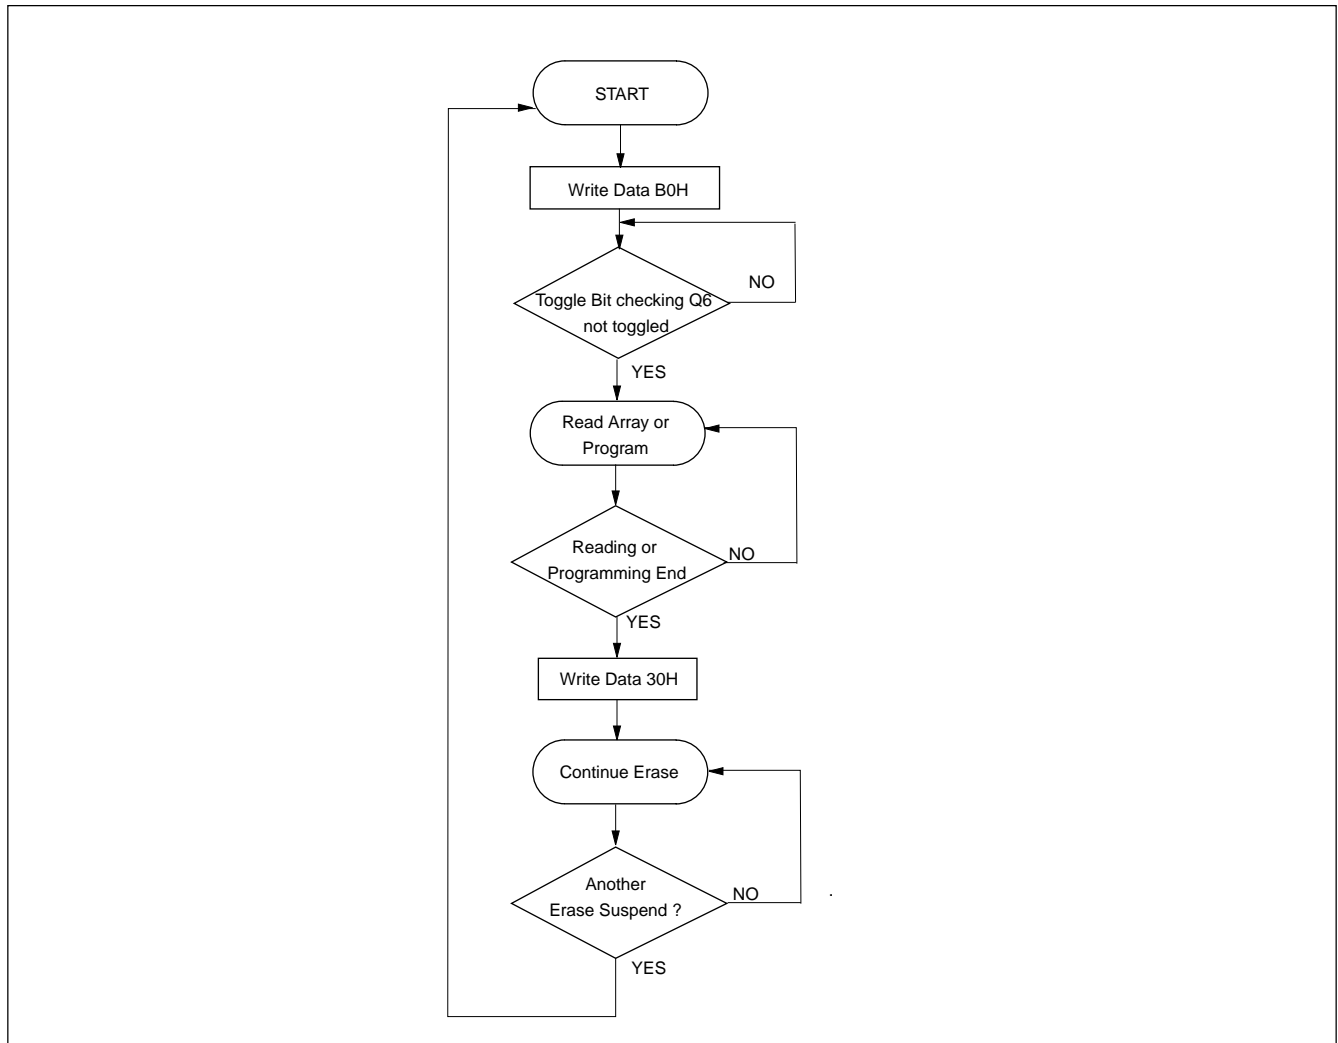 START
Write Data B0H
NO
Toggle Bit checking Q6
not toggled
YES
Read Array or
Program
Reading or
NO
Programming End
YES
Write Data 30H
Continue Erase
Another
NO
Erase Suspend ?
YES